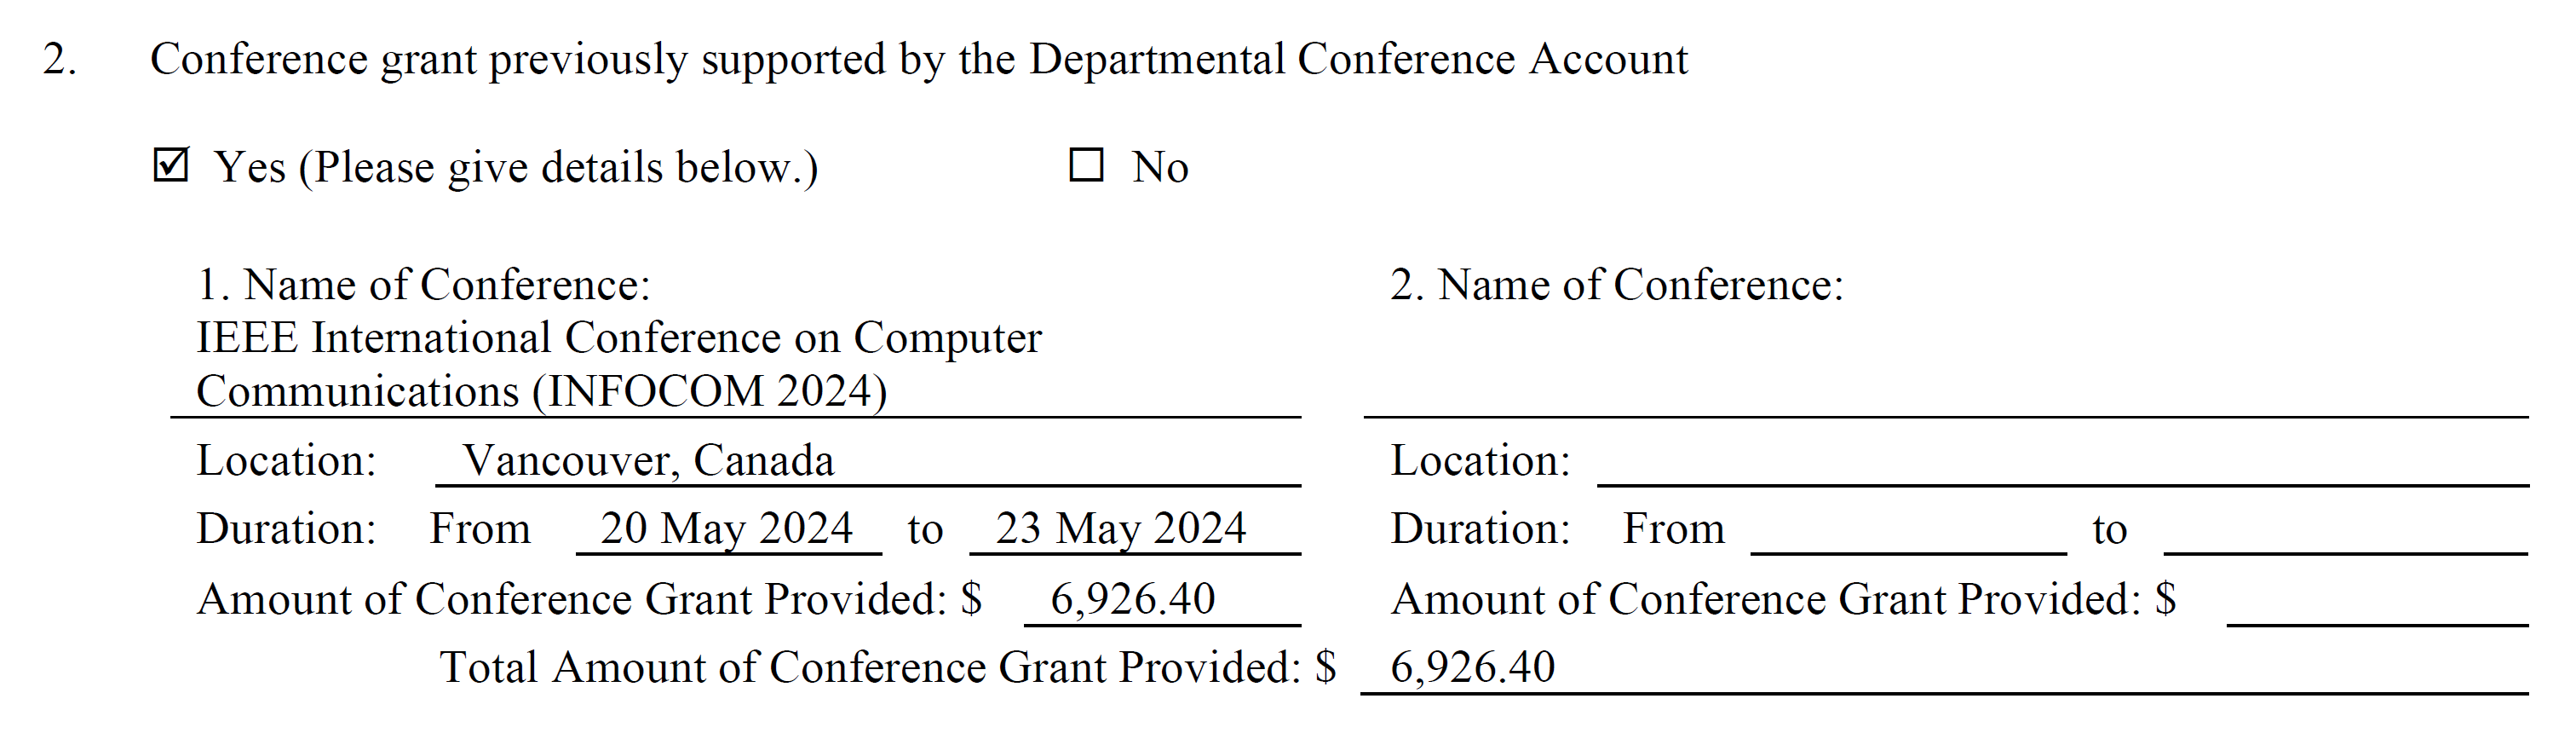 2. Conference grant previously supported by the Departmental Conference Account
☑ Yes (Please give details below.) ☐ No
1. Name of Conference:
IEEE International Conference on Computer
Communications (INFOCOM 2024)
Location: Vancouver, Canada
Duration: From 20 May 2024 to 23 May 2024
Amount of Conference Grant Provided: $ 6,926.40
2. Name of Conference:
Location:
Duration: From to
Amount of Conference Grant Provided: $
Total Amount of Conference Grant Provided: $ 6,926.40